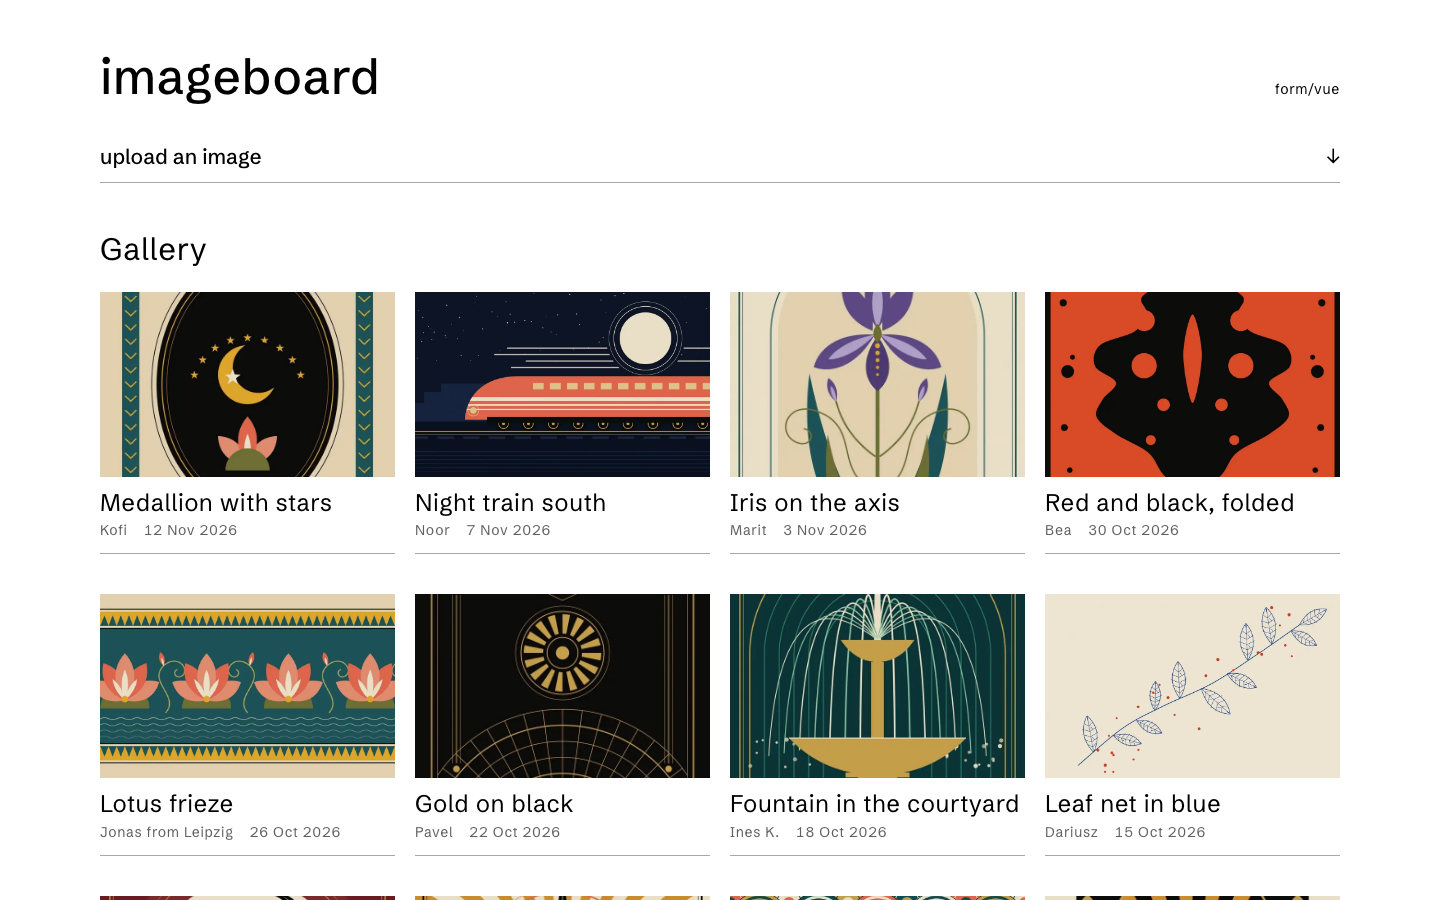 imageboard
form/vue
upload an image ↓
Gallery
Medallion with stars
Kofi 12 Nov 2026
Night train south
Noor 7 Nov 2026
Iris on the axis
Marit 3 Nov 2026
Red and black, folded
Bea 30 Oct 2026
Lotus frieze
Jonas from Leipzig 26 Oct 2026
Gold on black
Pavel 22 Oct 2026
Fountain in the courtyard
Ines K. 18 Oct 2026
Leaf net in blue
Dariusz 15 Oct 2026